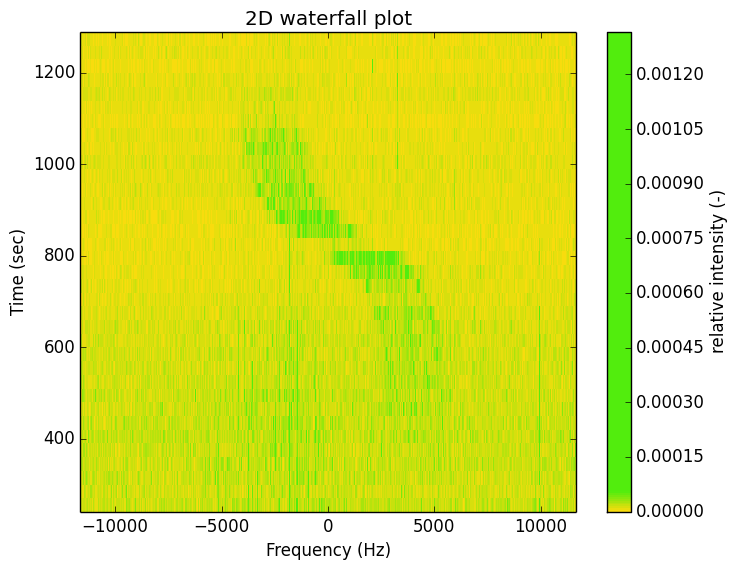 2D waterfall plot
1200
1000
800
600
400
Time (sec)
−10000 −5000 0 5000 10000
Frequency (Hz)
0.00120
0.00105
0.00090
0.00075
0.00060
0.00045
0.00030
0.00015
0.00000
relative intensity (-)